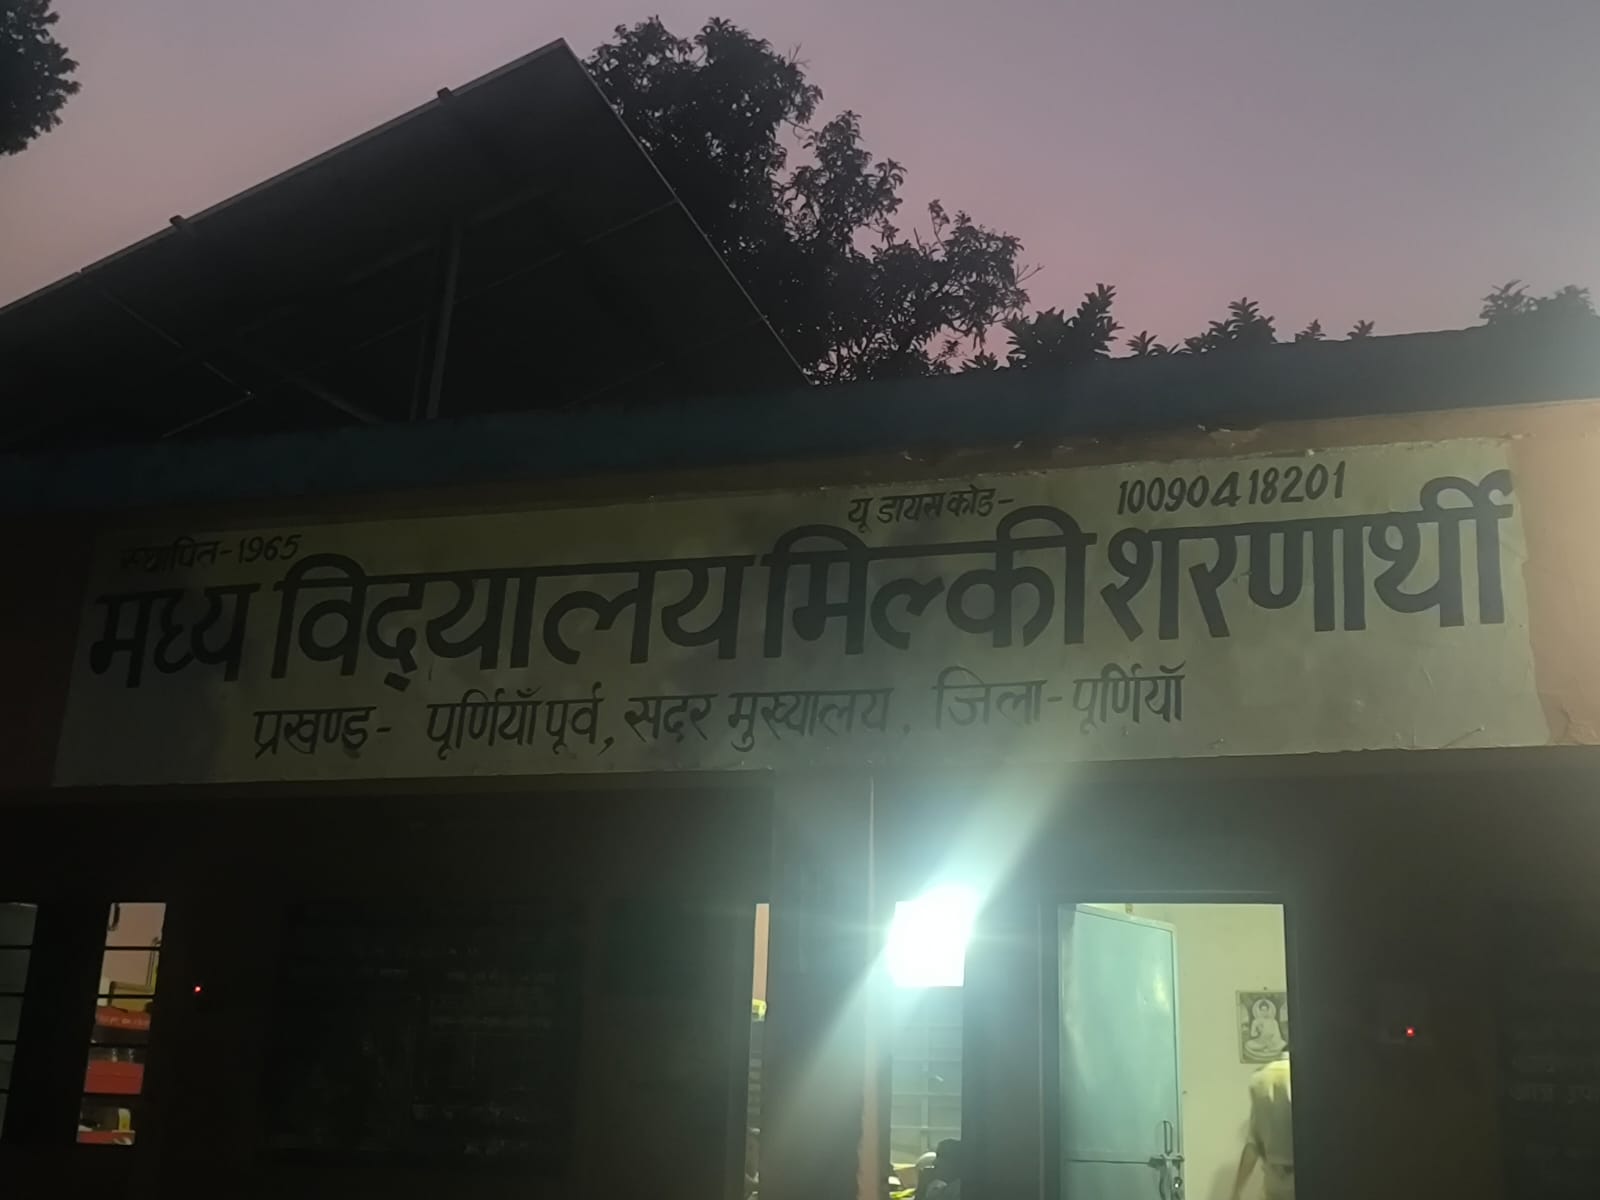 स्थापित-1965 यू डायस कोड- 10090418201
मध्य विद्यालय मिल्की शरणार्थी
प्रखण्ड- पूर्णियाँ पूर्व, सदर मुख्यालय, जिला-पूर्णियाँ